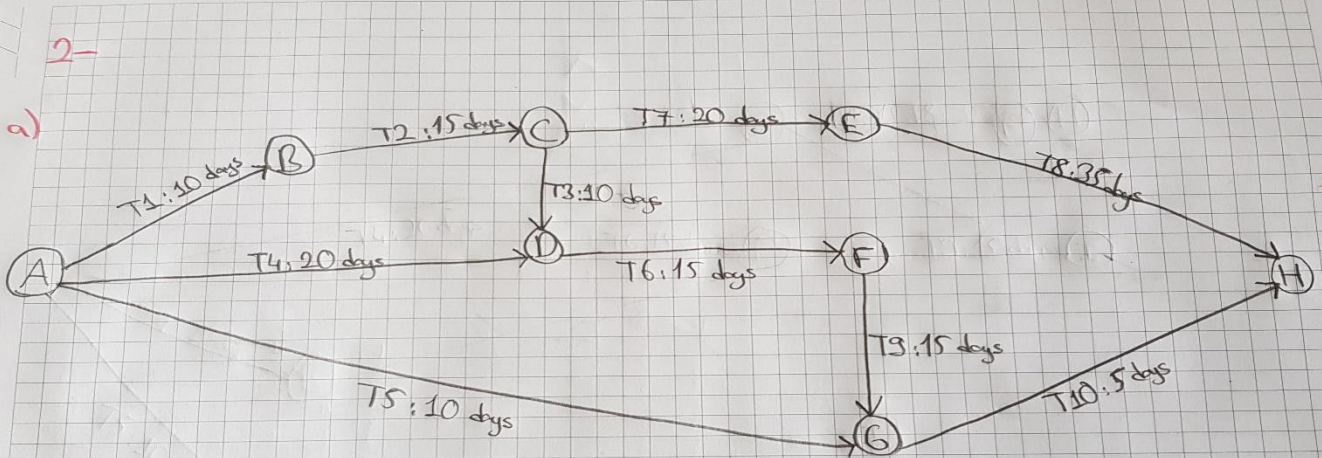 2-
a)
T1:10 days
B
T2:15 days
C
T7:20 days
E
T8:35 days
T3:10 days
A
T4:20 days
D
T6:15 days
F
H
T9:15 days
T5:10 days
G
T10:5 days